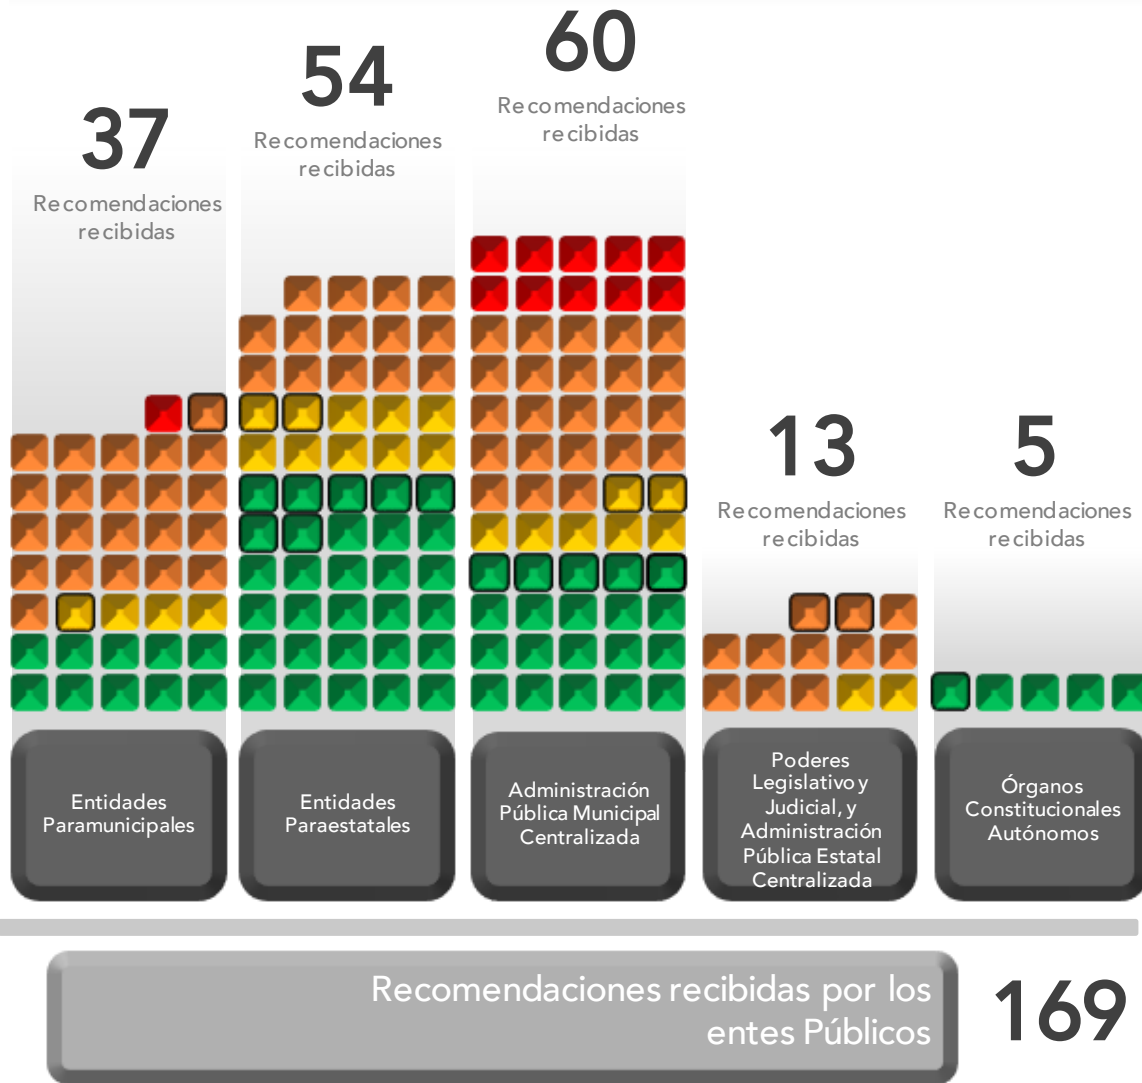 37
Recomendaciones
recibidas
54
Recomendaciones
recibidas
60
Recomendaciones
recibidas
13
Recomendaciones
recibidas
5
Recomendaciones
recibidas
Entidades
Paramunicipales
Entidades
Paraestatales
Administración
Pública Municipal
Centralizada
Poderes
Legislativo y
Judicial, y
Administración
Pública Estatal
Centralizada
Órganos
Constitucionales
Autónomos
Recomendaciones recibidas por los
entes Públicos
169